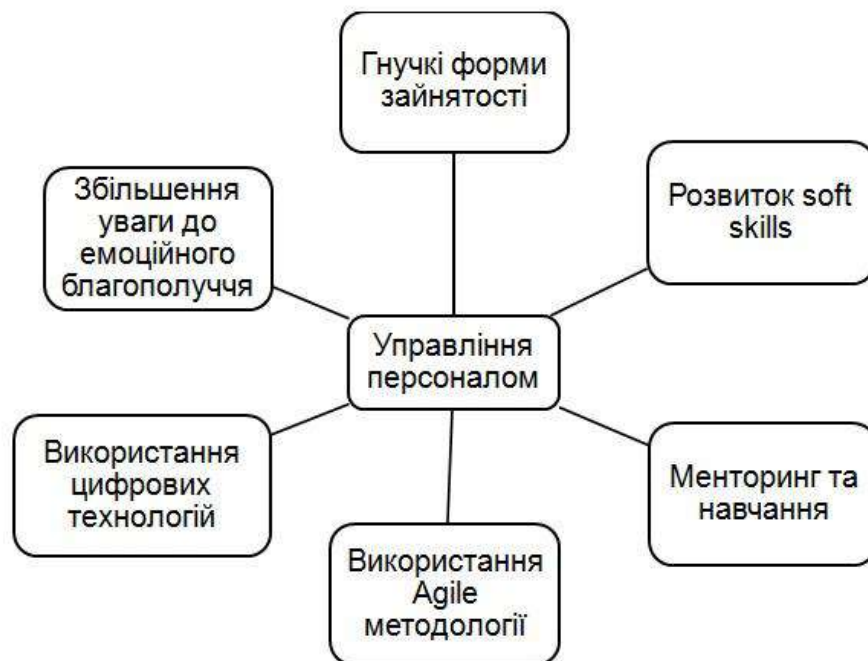 Гнучкі форми
зайнятості
Збільшення
уваги до
емоційного
благополуччя
Розвиток soft
skills
Управління
персоналом
Використання
цифрових
технологій
Менторинг та
навчання
Використання
Agile
методології